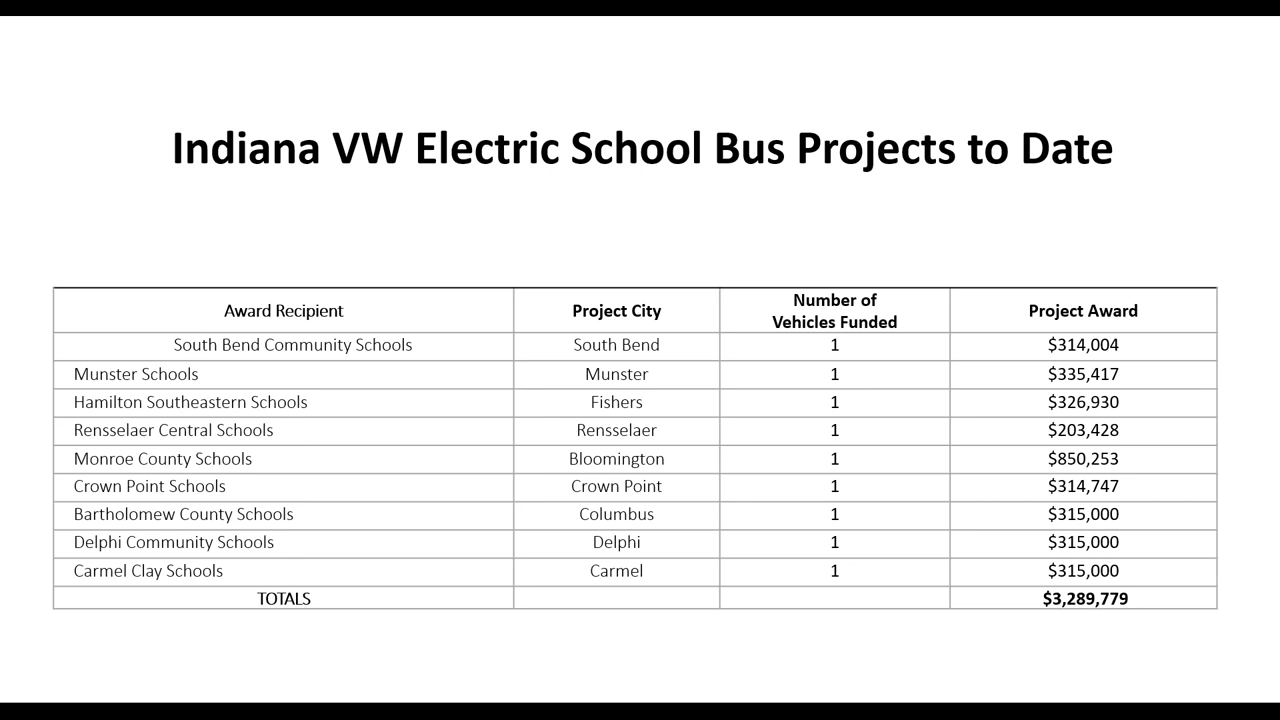 Indiana VW Electric School Bus Projects to Date
Award Recipient Project City Number of Vehicles Funded Project Award
South Bend Community Schools South Bend 1 $314,004
Munster Schools Munster 1 $335,417
Hamilton Southeastern Schools Fishers 1 $326,930
Rensselaer Central Schools Rensselaer 1 $203,428
Monroe County Schools Bloomington 1 $850,253
Crown Point Schools Crown Point 1 $314,747
Bartholomew County Schools Columbus 1 $315,000
Delphi Community Schools Delphi 1 $315,000
Carmel Clay Schools Carmel 1 $315,000
TOTALS $3,289,779